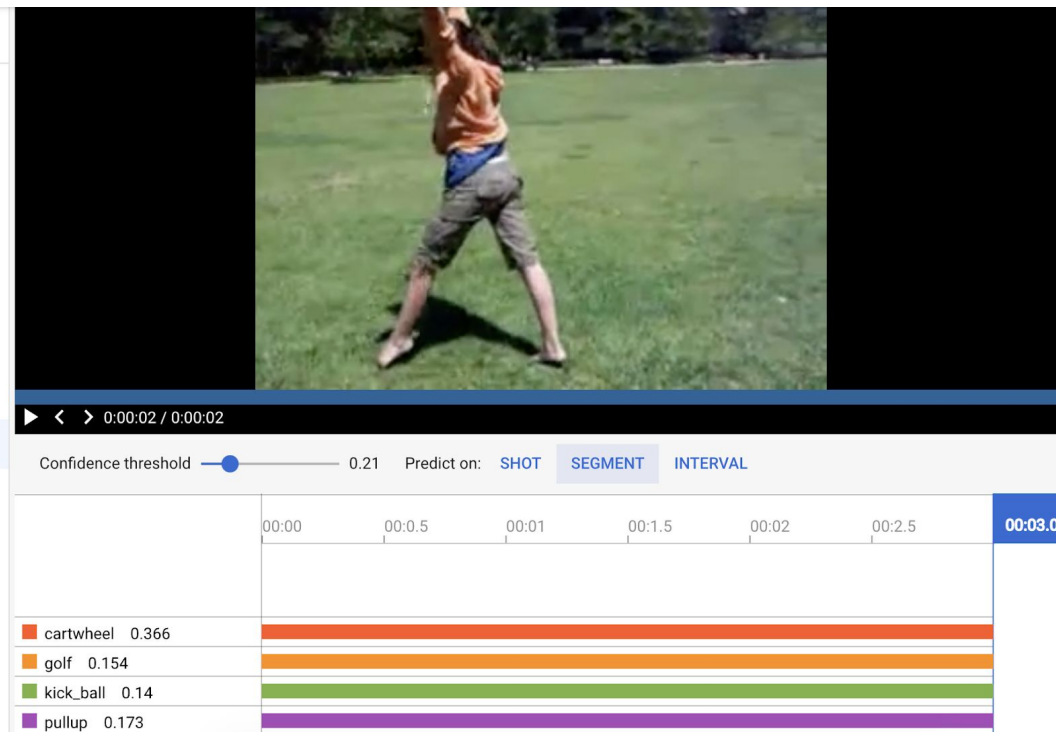 0:00:02 / 0:00:02
Confidence threshold 0.21 Predict on: SHOT SEGMENT INTERVAL
00:00 00:0.5 00:01 00:1.5 00:02 00:2.5 00:03.0
cartwheel 0.366
golf 0.154
kick_ball 0.14
pullup 0.173